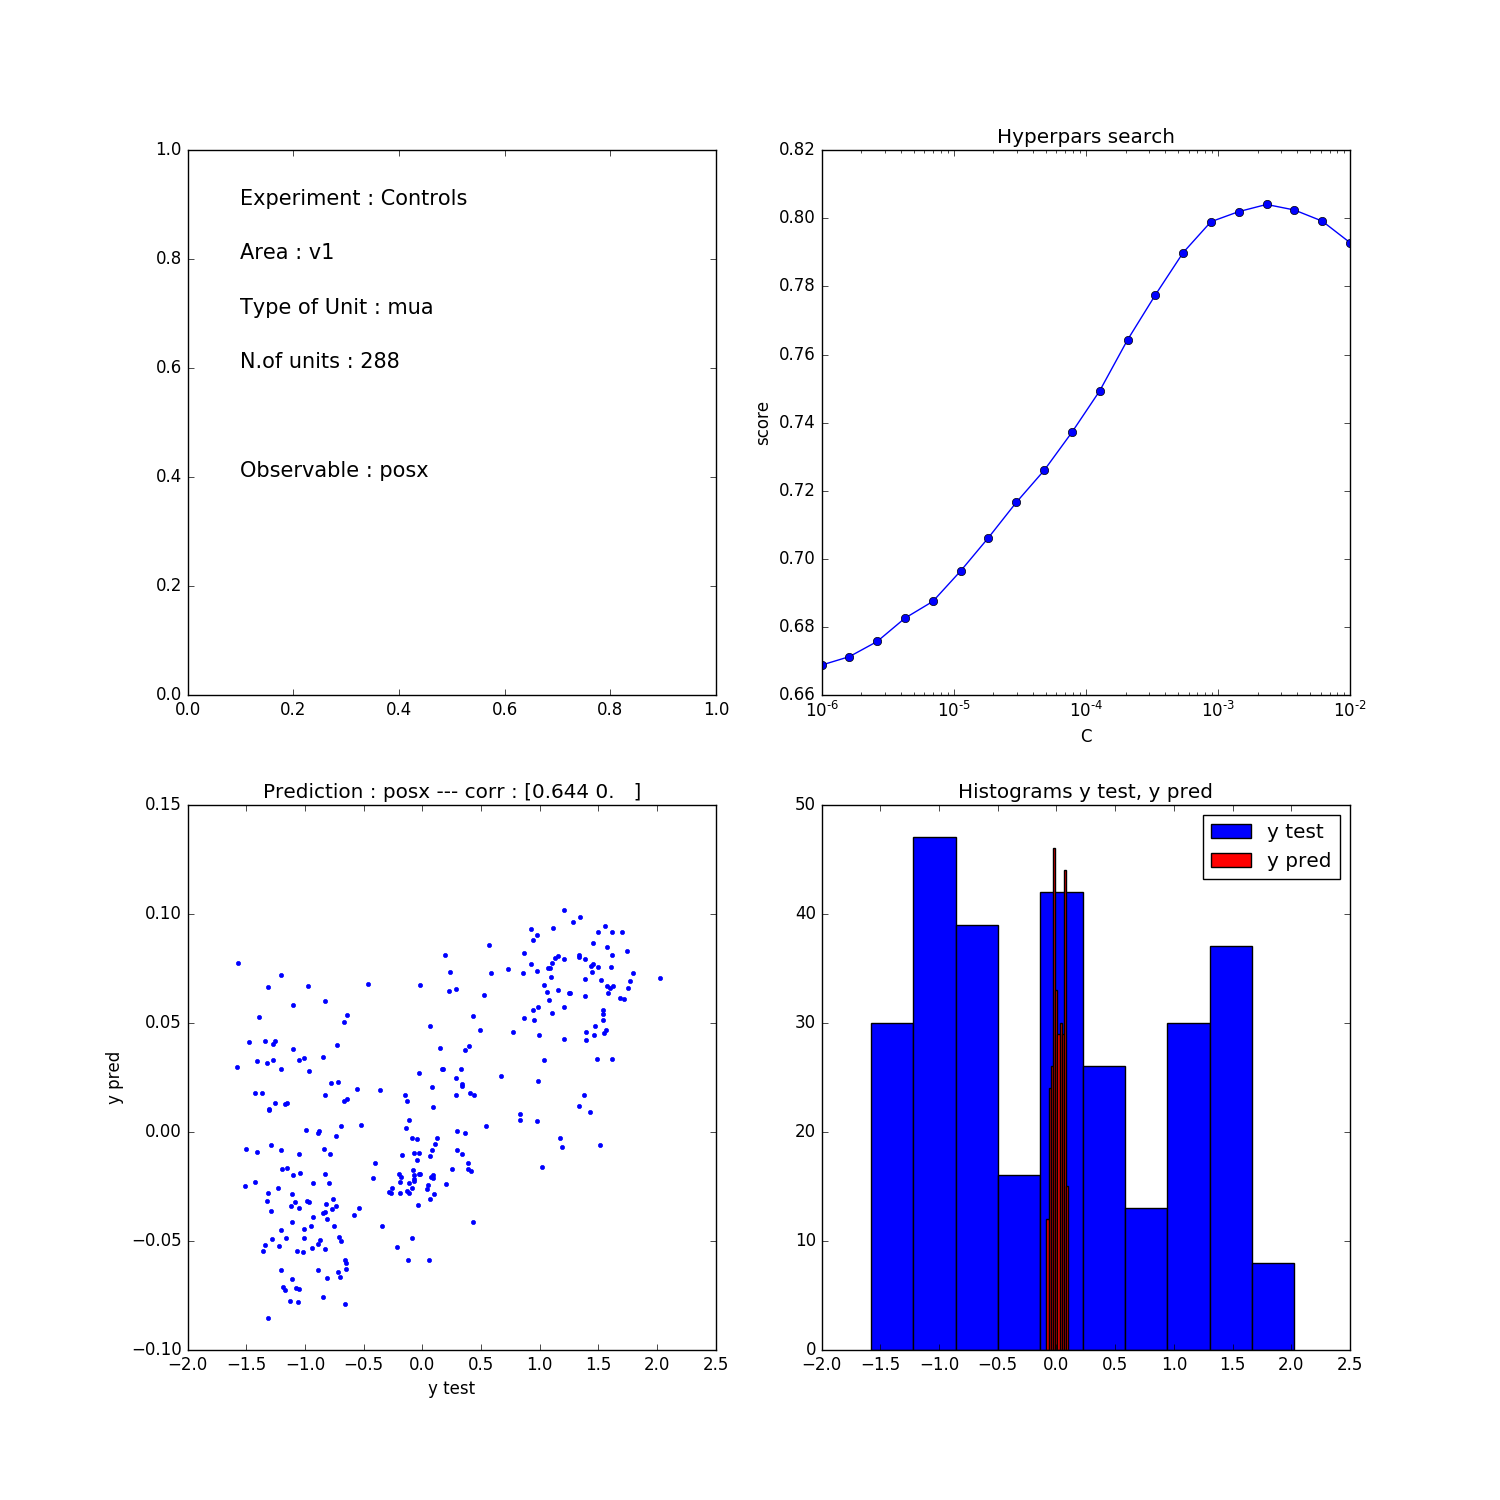 Hyperpars search
1.0
0.8
0.6
0.4
0.2
0.0
0.0 0.2 0.4 0.6 0.8 1.0
Experiment : Controls
Area : v1
Type of Unit : mua
N.of units : 288
Observable : posx
0.82
0.80
0.78
0.76
0.74
0.72
0.70
0.68
0.66
score
10⁻⁶ 10⁻⁵ 10⁻⁴ 10⁻³ 10⁻²
C
Prediction : posx --- corr : [0.644 0.   ]
0.15
0.10
0.05
0.00
−0.05
−0.10
y pred
−2.0 −1.5 −1.0 −0.5 0.0 0.5 1.0 1.5 2.0 2.5
y test
Histograms y test, y pred
50
40
30
20
10
0
y test
y pred
−2.0 −1.5 −1.0 −0.5 0.0 0.5 1.0 1.5 2.0 2.5